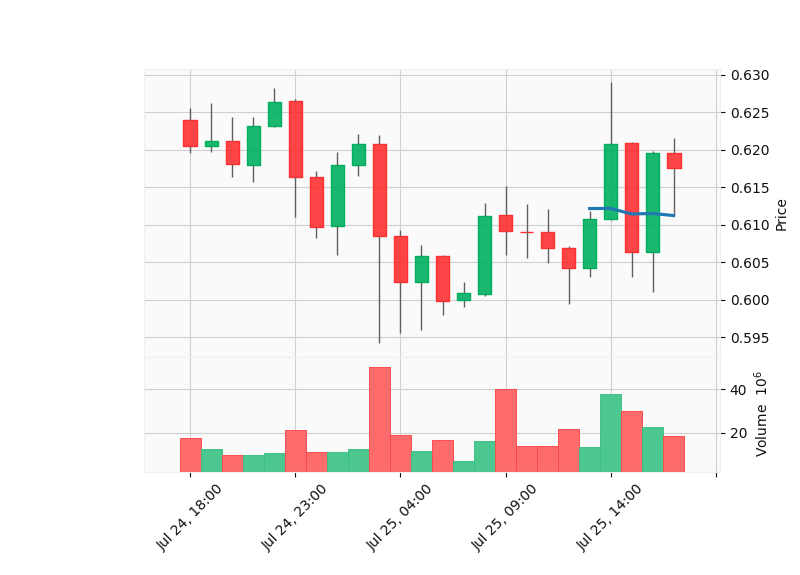 0.630
0.625
0.620
0.615
0.610
0.605
0.600
0.595
Price
40
20
Volume 10^6
Jul 24, 18:00
Jul 24, 23:00
Jul 25, 04:00
Jul 25, 09:00
Jul 25, 14:00